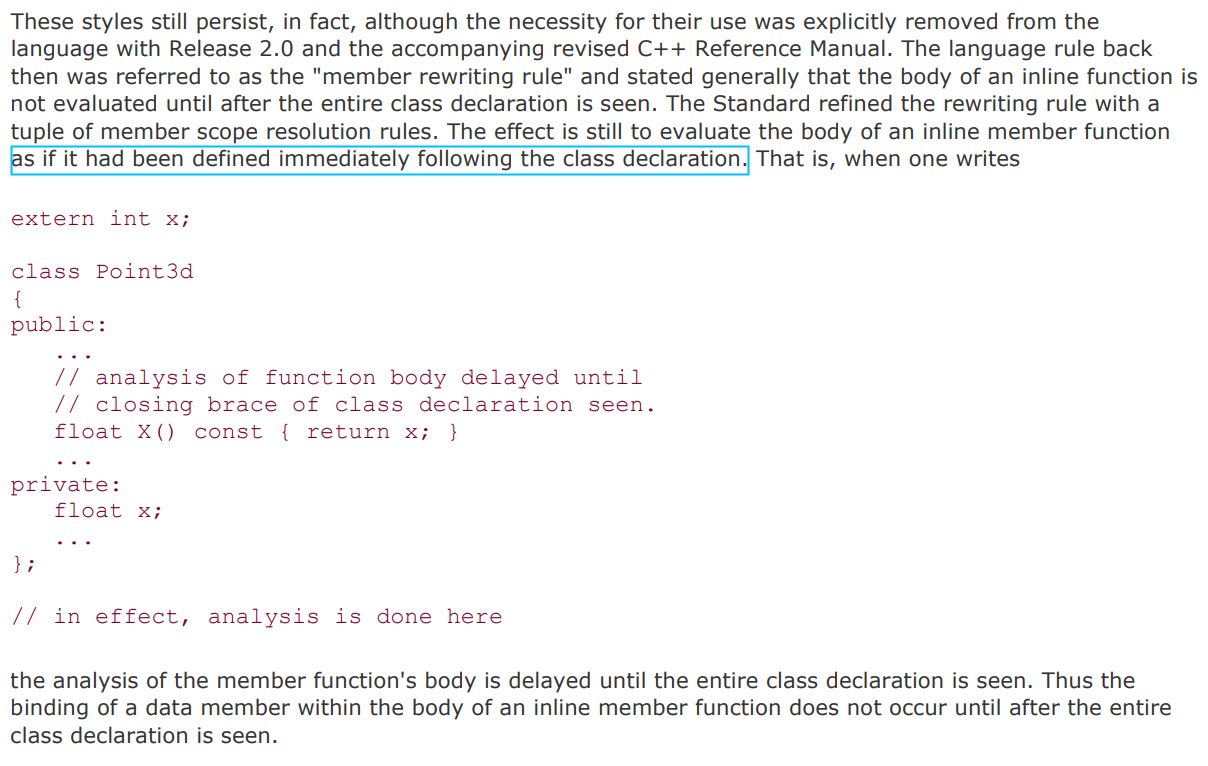 These styles still persist, in fact, although the necessity for their use was explicitly removed from the
language with Release 2.0 and the accompanying revised C++ Reference Manual. The language rule back
then was referred to as the "member rewriting rule" and stated generally that the body of an inline function is
not evaluated until after the entire class declaration is seen. The Standard refined the rewriting rule with a
tuple of member scope resolution rules. The effect is still to evaluate the body of an inline member function
as if it had been defined immediately following the class declaration. That is, when one writes
extern int x;
class Point3d
{
public:
...
// analysis of function body delayed until
// closing brace of class declaration seen.
float X() const { return x; }
...
private:
float x;
...
};
// in effect, analysis is done here
the analysis of the member function's body is delayed until the entire class declaration is seen. Thus the
binding of a data member within the body of an inline member function does not occur until after the entire
class declaration is seen.